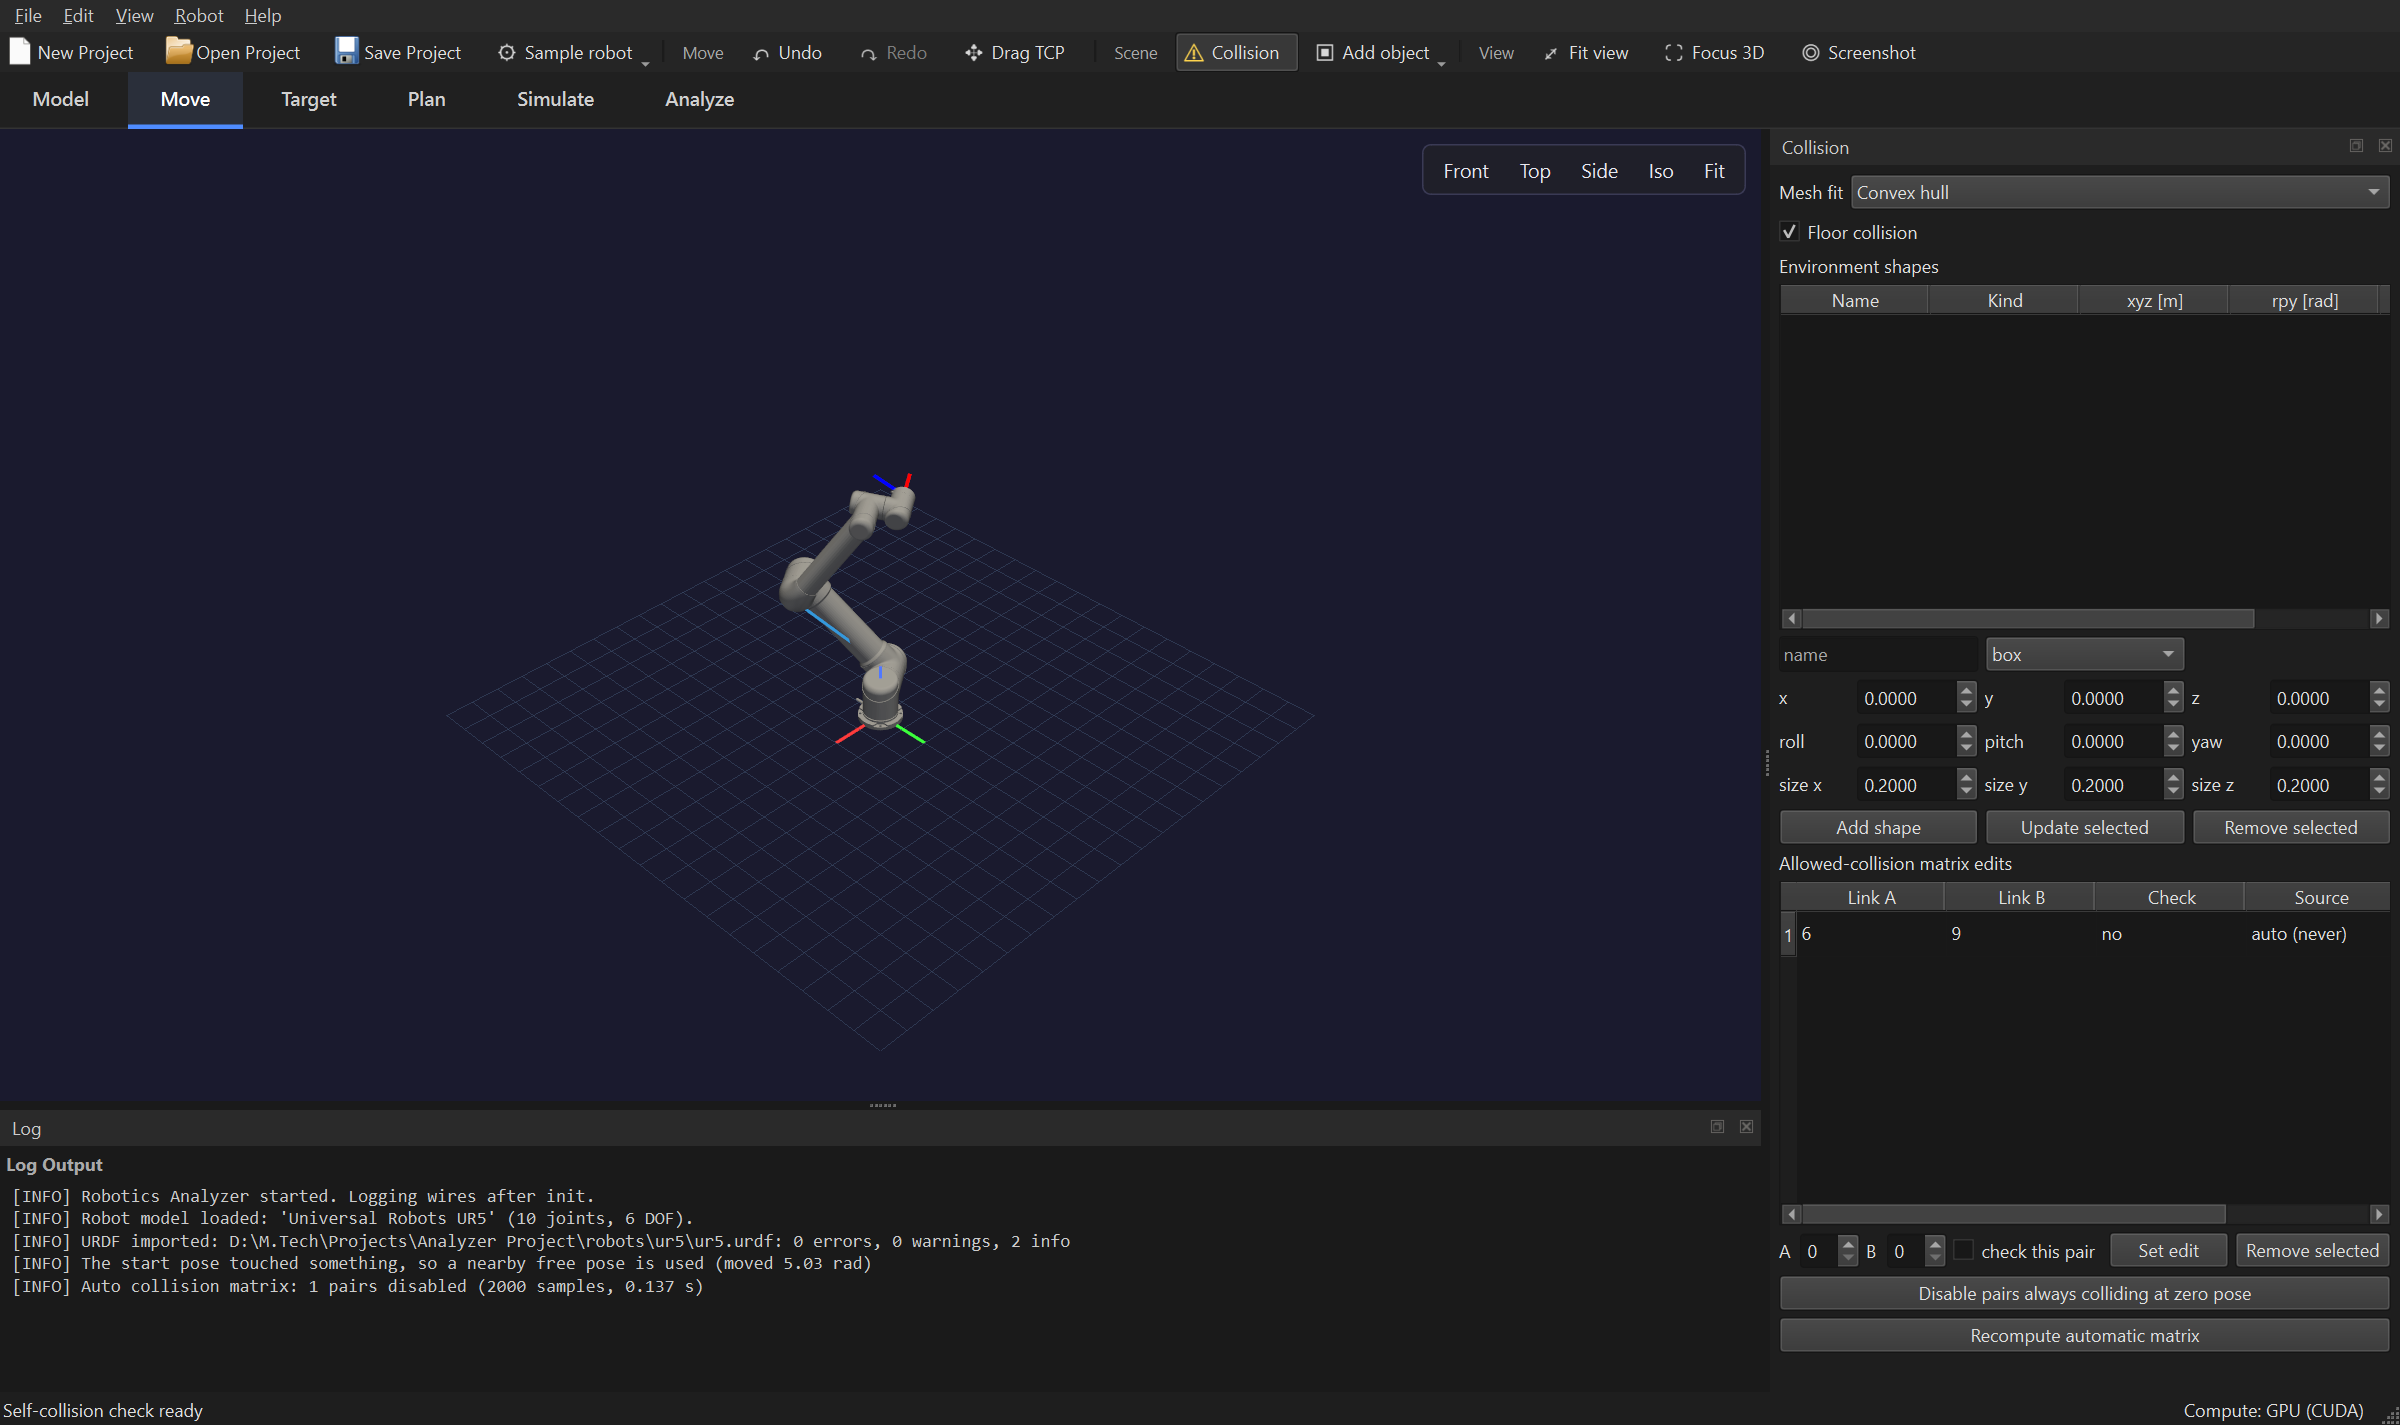 File Edit View Robot Help
New Project Open Project Save Project Sample robot Move Undo Redo Drag TCP Scene Collision Add object View Fit view Focus 3D Screenshot
Model Move Target Plan Simulate Analyze
Front Top Side Iso Fit
Collision
Mesh fit Convex hull
Floor collision
Environment shapes
Name Kind xyz [m] rpy [rad]
name box
x 0.0000 y 0.0000 z 0.0000
roll 0.0000 pitch 0.0000 yaw 0.0000
size x 0.2000 size y 0.2000 size z 0.2000
Add shape Update selected Remove selected
Allowed-collision matrix edits
Link A Link B Check Source
1 6 9 no auto (never)
A 0 B 0 check this pair Set edit Remove selected
Disable pairs always colliding at zero pose
Recompute automatic matrix
Log
Log Output
[INFO] Robotics Analyzer started. Logging wires after init.
[INFO] Robot model loaded: 'Universal Robots UR5' (10 joints, 6 DOF).
[INFO] URDF imported: D:\M.Tech\Projects\Analyzer Project\robots\ur5\ur5.urdf: 0 errors, 0 warnings, 2 info
[INFO] The start pose touched something, so a nearby free pose is used (moved 5.03 rad)
[INFO] Auto collision matrix: 1 pairs disabled (2000 samples, 0.137 s)
Self-collision check ready Compute: GPU (CUDA)